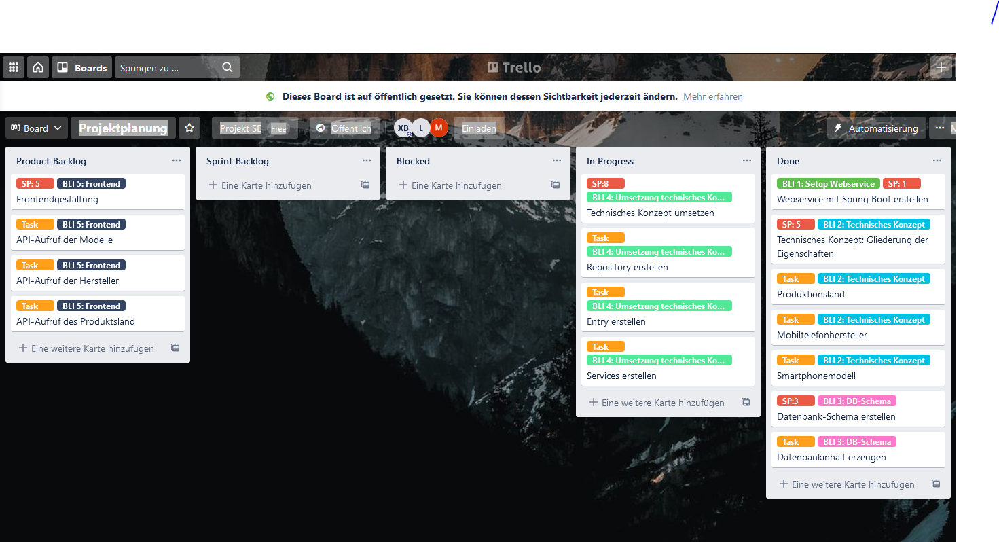 Boards
Springen zu ...
Trello
Dieses Board ist auf öffentlich gesetzt. Sie können dessen Sichtbarkeit jederzeit ändern. Mehr erfahren
Board
Projektplanung
Projekt SE Free
Öffentlich
XB L M
Einladen
Automatisierung
Product-Backlog
SP: 5 BLI 5: Frontend
Frontendgestaltung
Task BLI 5: Frontend
API-Aufruf der Modelle
Task BLI 5: Frontend
API-Aufruf der Hersteller
Task BLI 5: Frontend
API-Aufruf des Produktsland
Eine weitere Karte hinzufügen
Sprint-Backlog
Eine Karte hinzufügen
Blocked
Eine Karte hinzufügen
In Progress
SP:8
BLI 4: Umsetzung technisches Ko...
Technisches Konzept umsetzen
Task
BLI 4: Umsetzung technisches Ko...
Repository erstellen
Task
BLI 4: Umsetzung technisches Ko...
Entry erstellen
Task
BLI 4: Umsetzung technisches Ko...
Services erstellen
Eine weitere Karte hinzufügen
Done
BLI 1: Setup Webservice SP: 1
Webservice mit Spring Boot erstellen
SP: 5 BLI 2: Technisches Konzept
Technisches Konzept: Gliederung der
Eigenschaften
Task BLI 2: Technisches Konzept
Produktionsland
Task BLI 2: Technisches Konzept
Mobiltelefonhersteller
Task BLI 2: Technisches Konzept
Smartphonemodell
SP:3 BLI 3: DB-Schema
Datenbank-Schema erstellen
Task BLI 3: DB-Schema
Datenbankinhalt erzeugen
Eine weitere Karte hinzufügen